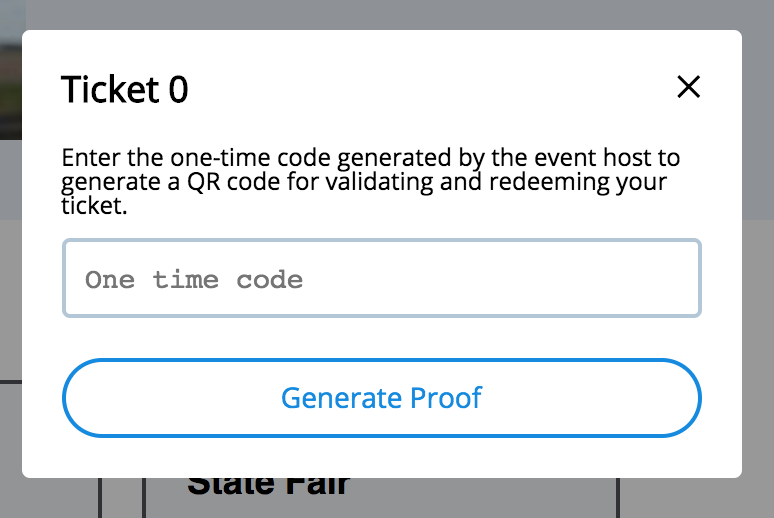 Ticket 0
Enter the one-time code generated by the event host to
generate a QR code for validating and redeeming your
ticket.
One time code
Generate Proof
State Fair